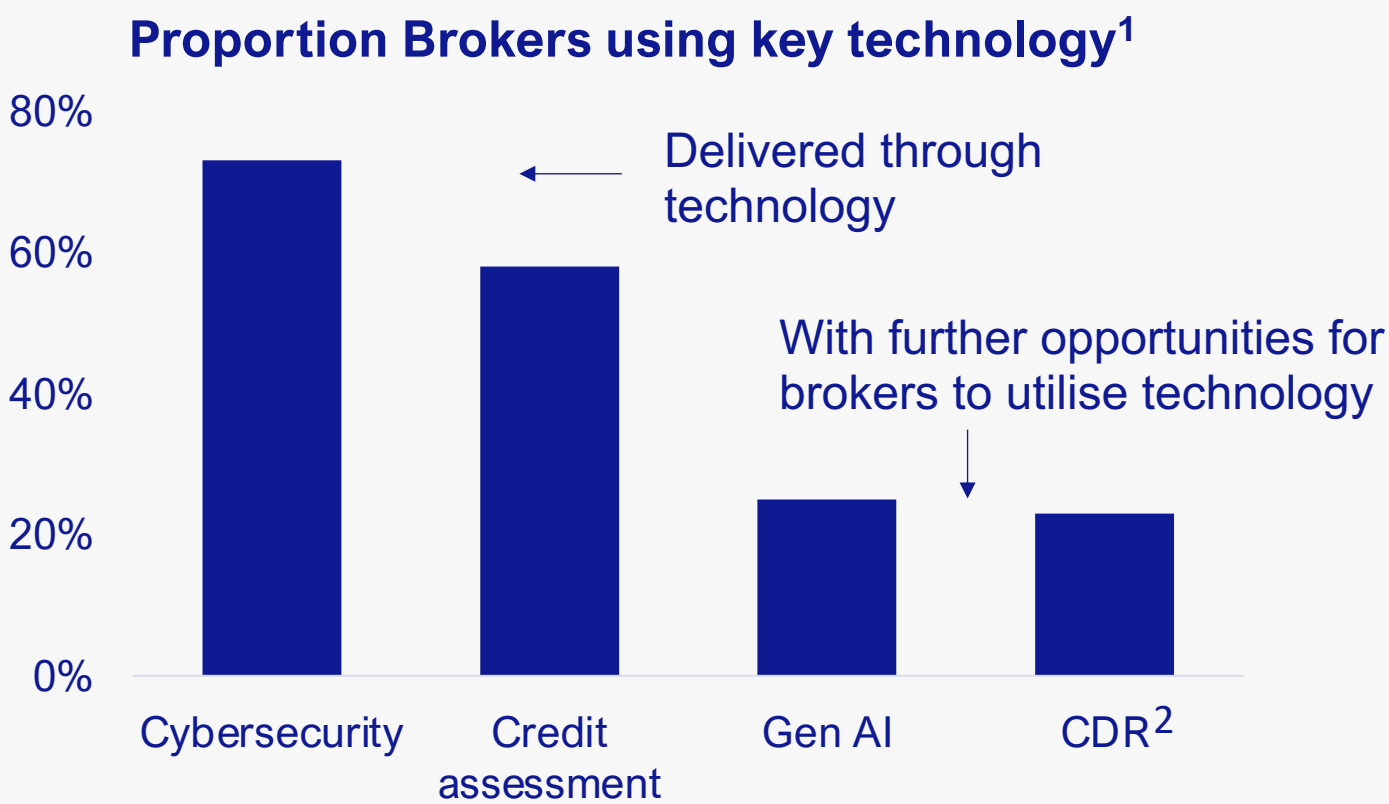 Proportion Brokers using key technology¹
80%
60%
40%
20%
0%
Delivered through
technology
With further opportunities for
brokers to utilise technology
Cybersecurity
Credit
assessment
Gen AI
CDR²